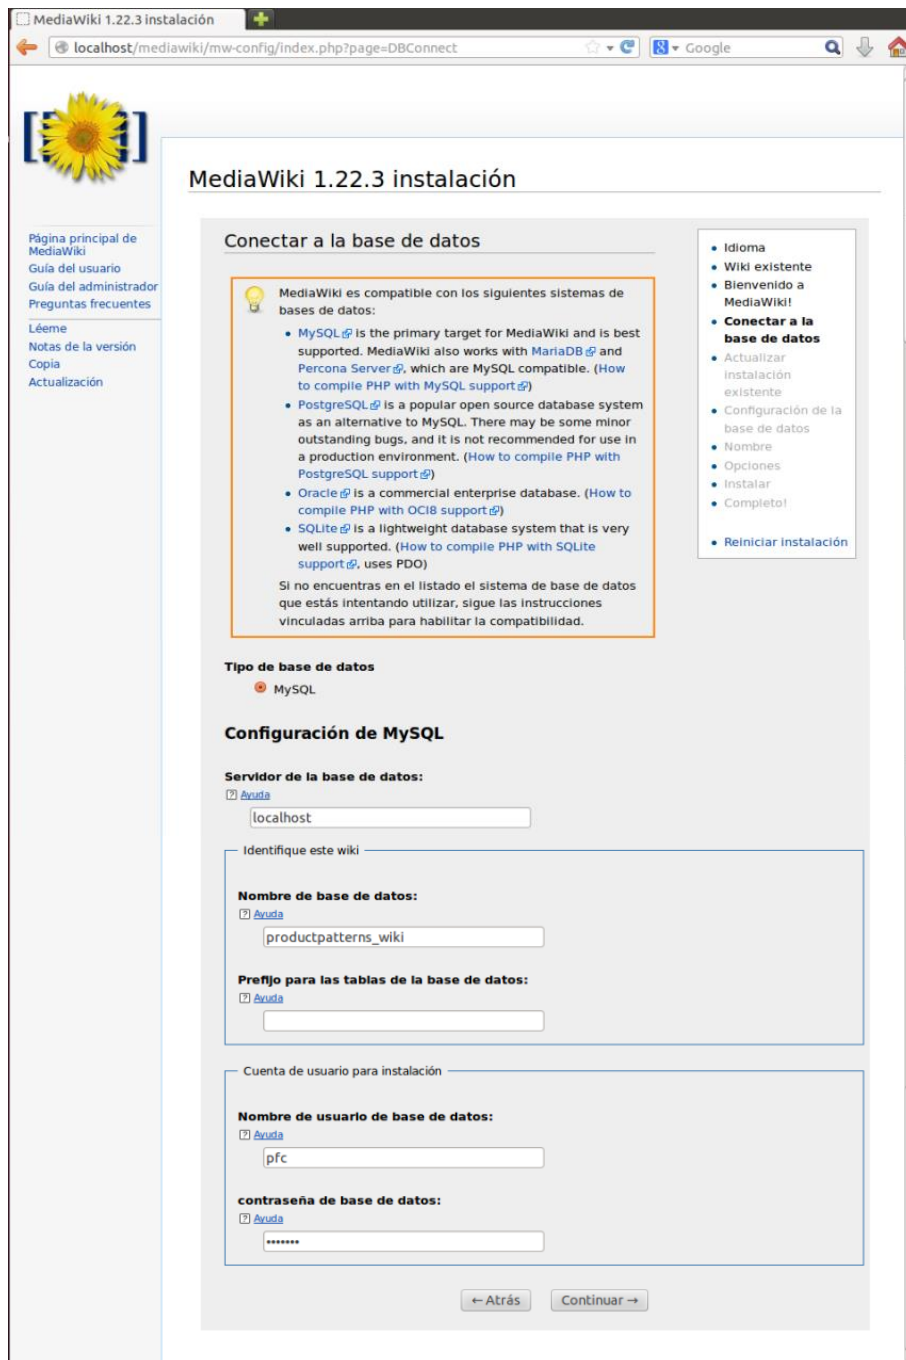 MediaWiki 1.22.3 instalación
localhost/mediawiki/mw-config/index.php?page=DBConnect
Google
MediaWiki 1.22.3 instalación
Página principal de
MediaWiki
Guía del usuario
Guía del administrador
Preguntas frecuentes
Léeme
Notas de la versión
Copia
Actualización
Conectar a la base de datos
MediaWiki es compatible con los siguientes sistemas de
bases de datos:
• MySQL is the primary target for MediaWiki and is best
supported. MediaWiki also works with MariaDB and
Percona Server, which are MySQL compatible. (How
to compile PHP with MySQL support)
• PostgreSQL is a popular open source database system
as an alternative to MySQL. There may be some minor
outstanding bugs, and it is not recommended for use in
a production environment. (How to compile PHP with
PostgreSQL support)
• Oracle is a commercial enterprise database. (How to
compile PHP with OCI8 support)
• SQLite is a lightweight database system that is very
well supported. (How to compile PHP with SQLite
support, uses PDO)
Si no encuentras en el listado el sistema de base de datos
que estás intentando utilizar, sigue las instrucciones
vinculadas arriba para habilitar la compatibilidad.
• Idioma
• Wiki existente
• Bienvenido a
MediaWiki!
• Conectar a la
base de datos
• Actualizar
instalación
existente
• Configuración de la
base de datos
• Nombre
• Opciones
• Instalar
• Completo!
• Reiniciar instalación
Tipo de base de datos
MySQL
Configuración de MySQL
Servidor de la base de datos:
? Ayuda
localhost
Identifique este wiki
Nombre de base de datos:
? Ayuda
productpatterns_wiki
Prefijo para las tablas de la base de datos:
? Ayuda
Cuenta de usuario para instalación
Nombre de usuario de base de datos:
? Ayuda
pfc
contraseña de base de datos:
? Ayuda
•••••••
← Atrás
Continuar →